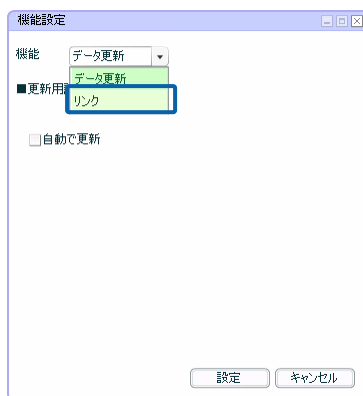 機能設定
機能 データ更新
データ更新
■更新用
リンク
自動で更新
設定 キャンセル